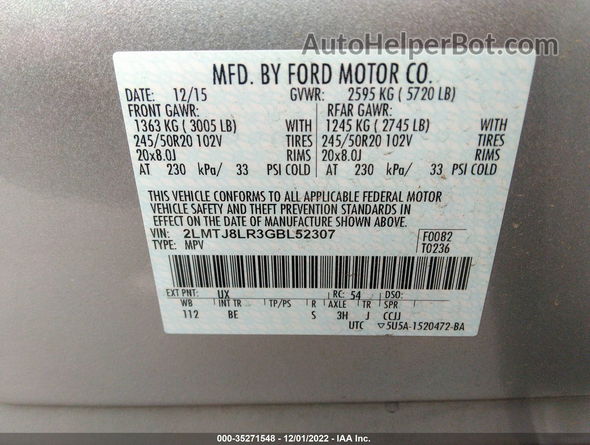 AutoHelperBot.com
MFD. BY FORD MOTOR CO.
DATE: 12/15 GVWR: 2595 KG ( 5720 LB)
FRONT GAWR: RFAR GAWR:
1363 KG ( 3005 LB) WITH 1245 KG ( 2745 LB) WITH
245/50R20 102V TIRES 245/50R20 102V TIRES
20x8.0J RIMS 20x8.0J RIMS
AT 230 kPa/ 33 PSI COLD AT 230 kPa/ 33 PSI COLD
THIS VEHICLE CONFORMS TO ALL APPLICABLE FEDERAL MOTOR
VEHICLE SAFETY AND THEFT PREVENTION STANDARDS IN
EFFECT ON THE DATE OF MANUFACTURE SHOWN ABOVE.
VIN: 2LMTJ8LR3GBL52307 F0082
TYPE: MPV T0236
EXT PNT: UX RC: 54 DSO:
WB INT TR TP/PS R AXLE TR SPR
112 BE S 3H J CCJJ
UTC ▽5U5A-1520472-BA
000-35271548 - 12/01/2022 - IAA Inc.